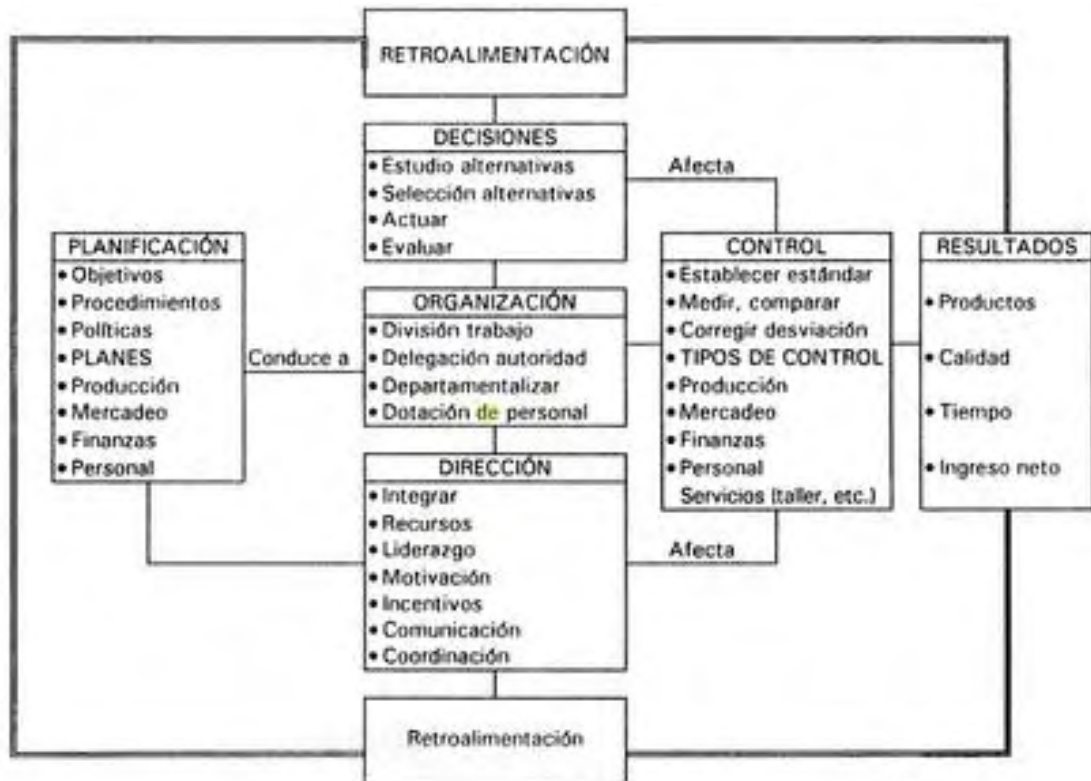 RETROALIMENTACIÓN
DECISIONES
• Estudio alternativas
• Selección alternativas
• Actuar
• Evaluar
Afecta
PLANIFICACIÓN
• Objetivos
• Procedimientos
• Políticas
• PLANES
• Producción
• Mercadeo
• Finanzas
• Personal
Conduce a
ORGANIZACIÓN
• División trabajo
• Delegación autoridad
• Departamentalizar
• Dotación de personal
CONTROL
• Establecer estándar
• Medir, comparar
• Corregir desviación
• TIPOS DE CONTROL
• Producción
• Mercadeo
• Finanzas
• Personal
Servicios (taller, etc.)
RESULTADOS
• Productos
• Calidad
• Tiempo
• Ingreso neto
DIRECCIÓN
• Integrar
• Recursos
• Liderazgo
• Motivación
• Incentivos
• Comunicación
• Coordinación
Afecta
Retroalimentación